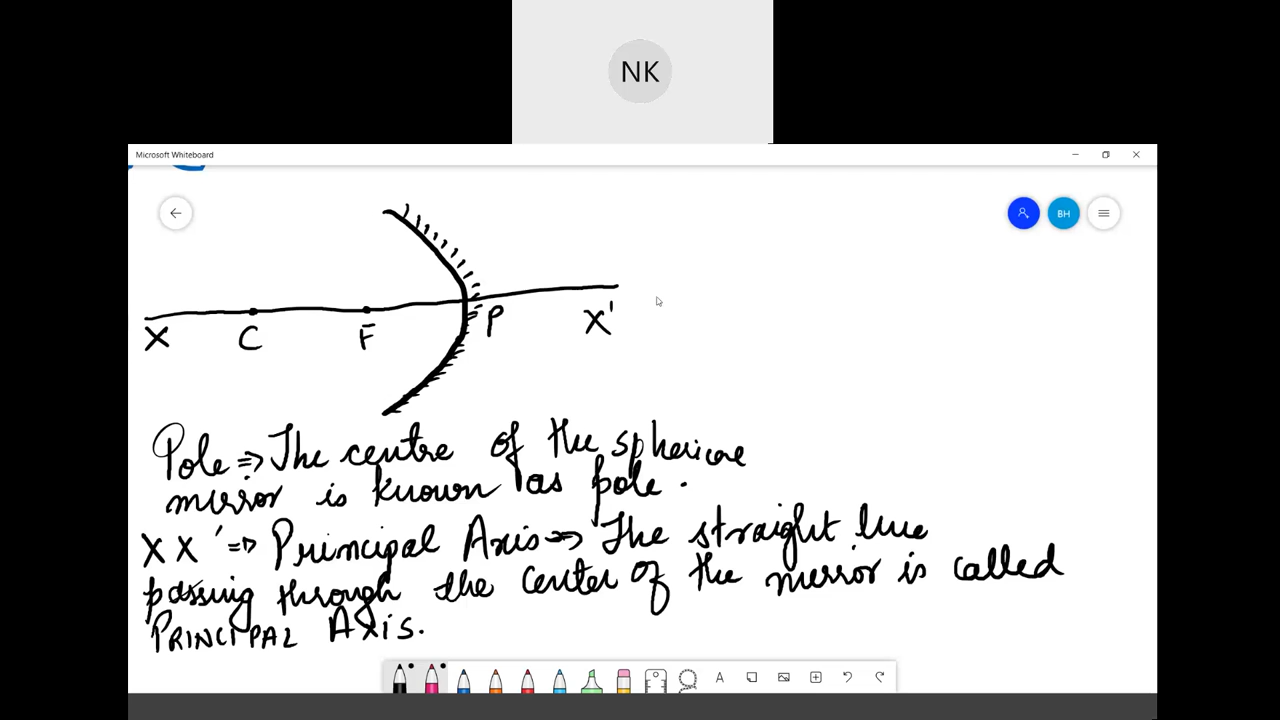 NK
Microsoft Whiteboard
BH
X C F P X'
Pole => The centre of the spherical
mirror is known as pole.
XX' => Principal Axis => The straight line
passing through the center of the mirror is called
PRINCIPAL Axis.
A